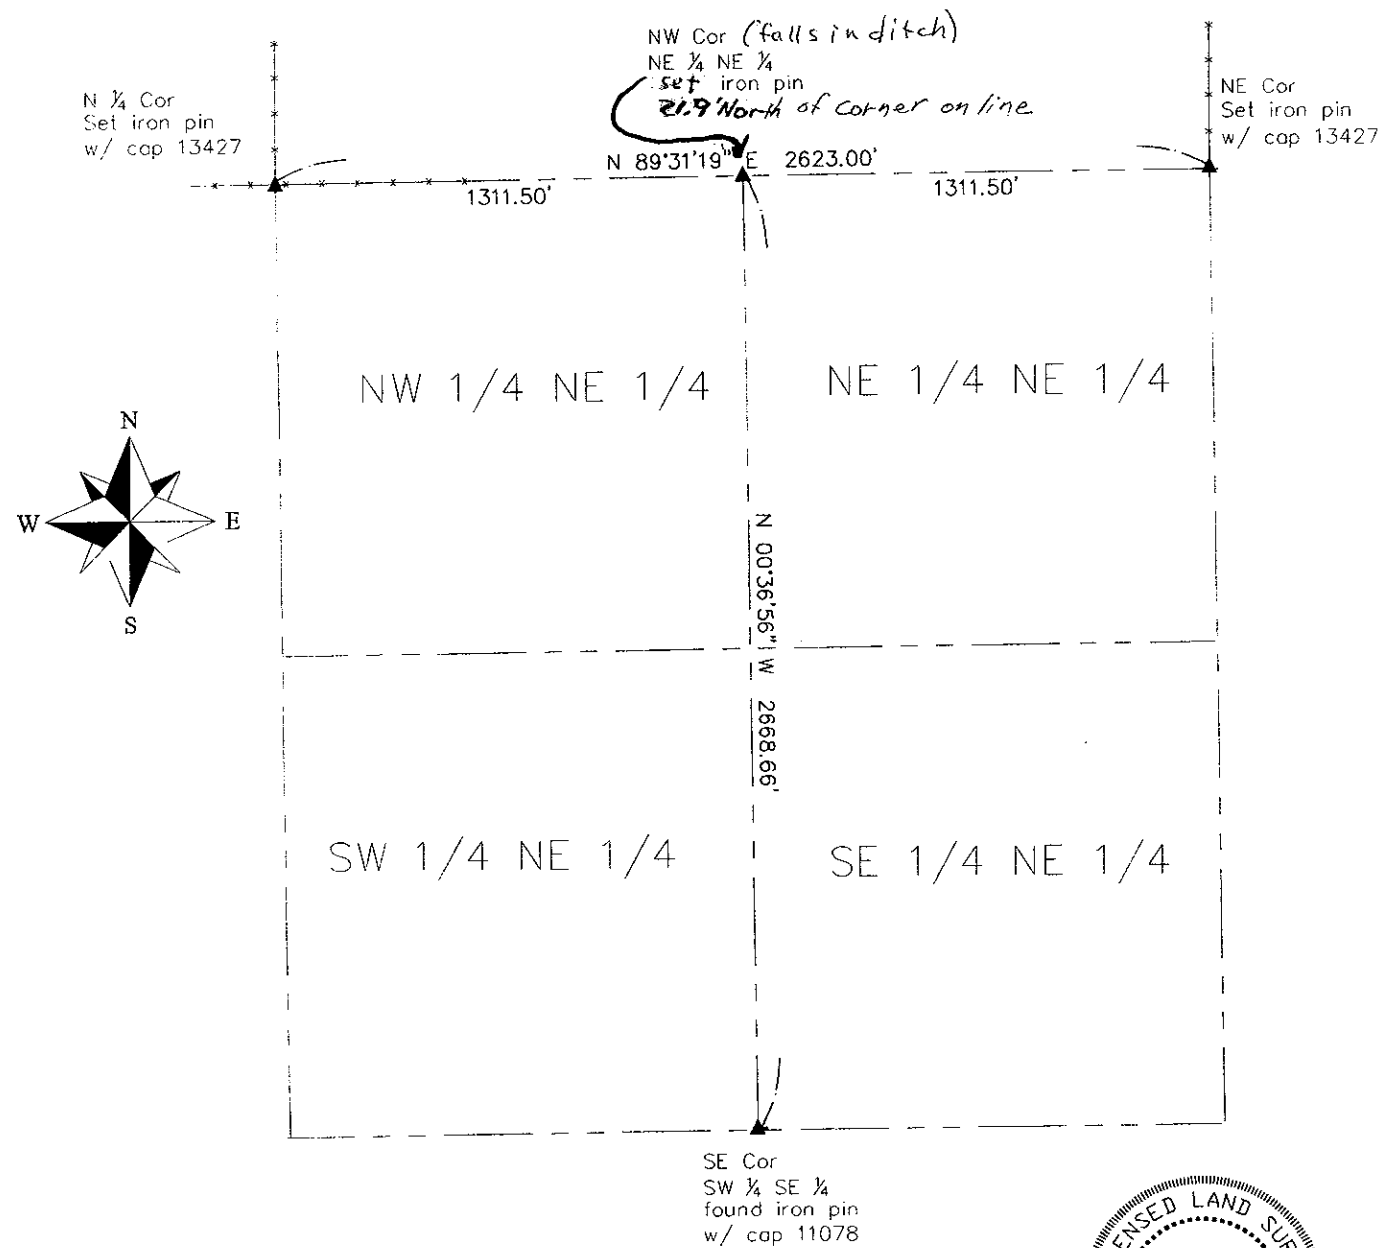 NW Cor (falls in ditch)
NE ¼ NE ¼
set iron pin
21.9' North of corner on line
N ¼ Cor
Set iron pin
w/ cap 13427
NE Cor
Set iron pin
w/ cap 13427
N 89°31'19" E 2623.00'
1311.50'
1311.50'
NW 1/4 NE 1/4
NE 1/4 NE 1/4
N
W
E
S
N 00°36'56" W 2668.66'
SW 1/4 NE 1/4
SE 1/4 NE 1/4
SE Cor
SW ¼ SE ¼
found iron pin
w/ cap 11078
LAND